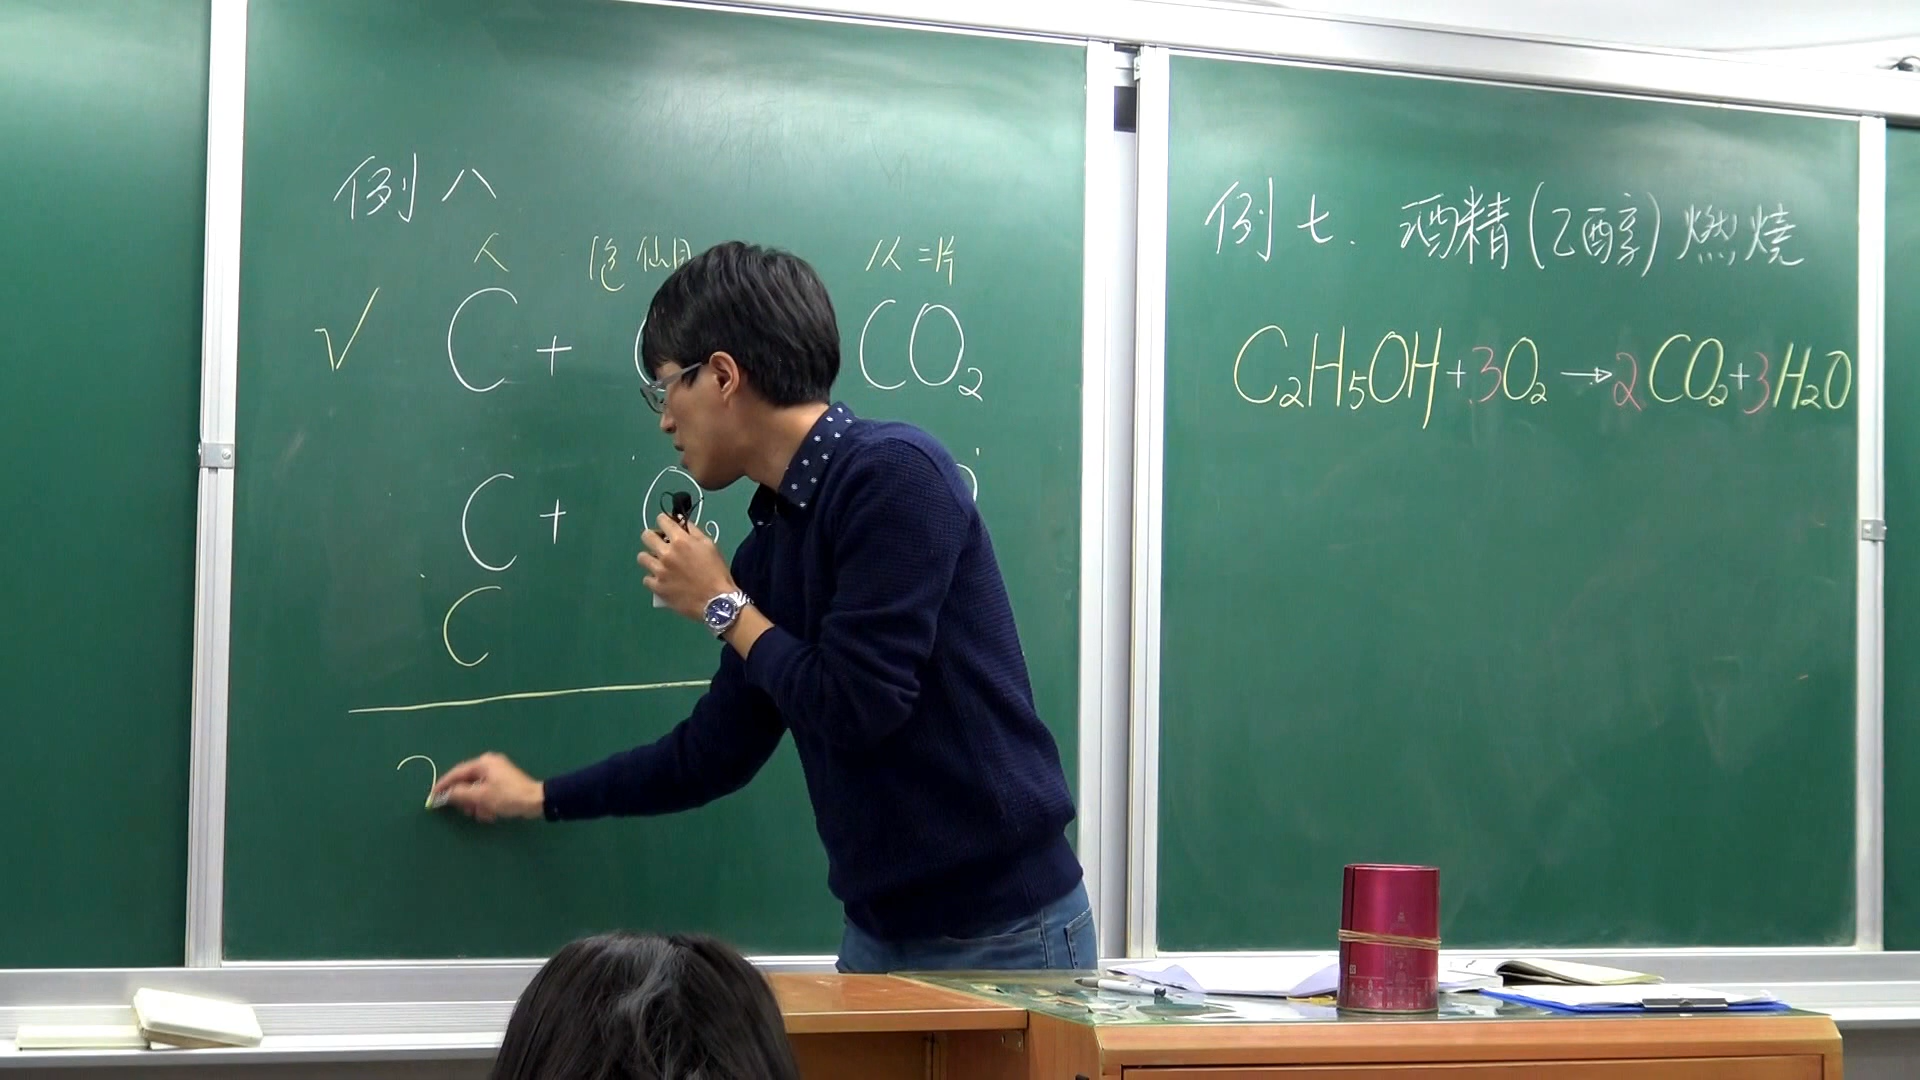 例八
√ C + CO₂
C + O₂
C
例七. 酒精(乙醇)燃燒
C₂H₅OH + 3O₂ → 2CO₂ + 3H₂O